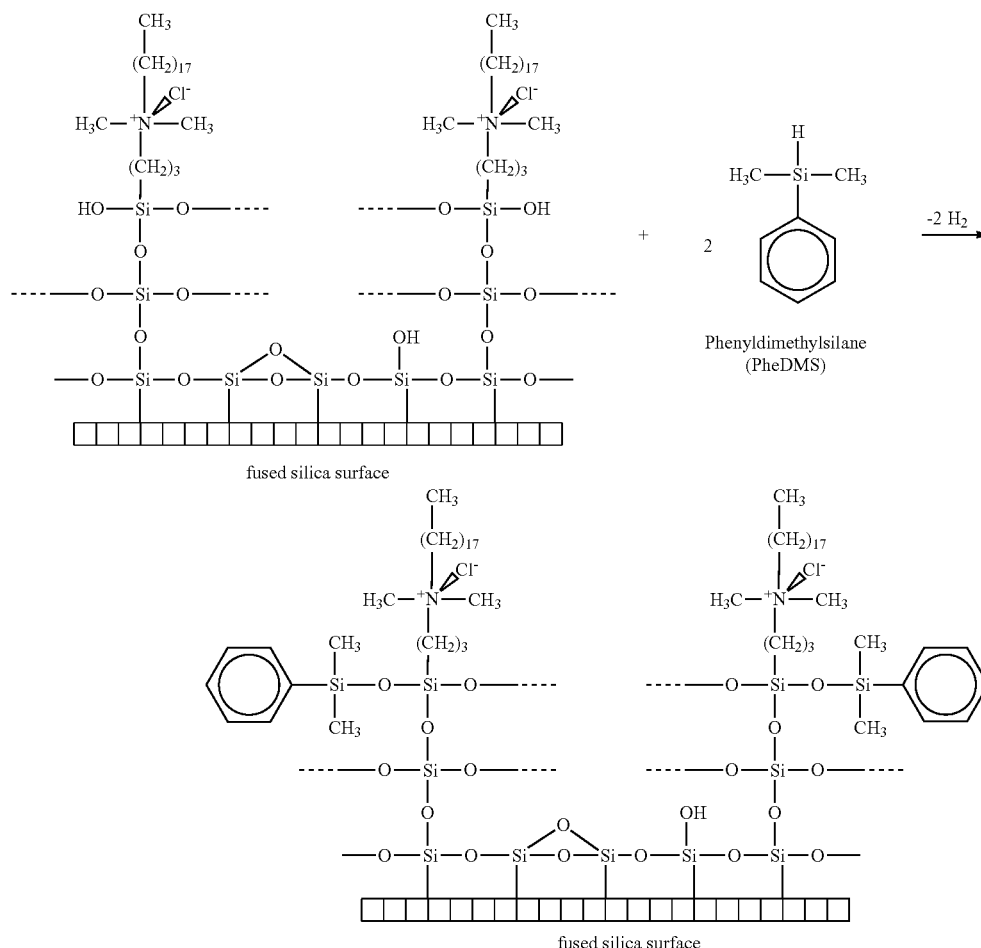 CH3 CH3
(CH2)17 (CH2)17
Cl- Cl-
H3C +N CH3 H3C +N CH3 H
(CH2)3 (CH2)3 H3C Si CH3
HO Si O O Si OH
O O + 2 -2 H2
O Si O O Si O
O OH O Phenyldimethylsilane
O (PheDMS)
O Si O Si O Si O Si O Si O
fused silica surface
CH3 CH3
(CH2)17 (CH2)17
Cl- Cl-
H3C +N CH3 H3C +N CH3
CH3 (CH2)3 (CH2)3 CH3
Si O Si O O Si O Si
CH3 O O CH3
O Si O O Si O
O OH O
O
O Si O Si O Si O Si O Si O
fused silica surface